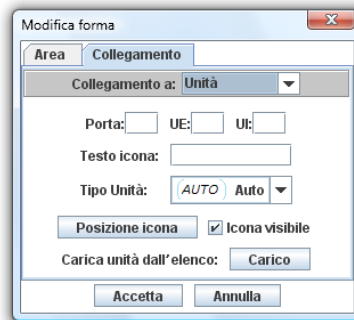 Modifica forma
Area Collegamento
Collegamento a: Unità
Porta: UE: UI:
Testo icona:
Tipo Unità: AUTO Auto
Posizione icona Icona visibile
Carica unità dall'elenco: Carico
Accetta Annulla